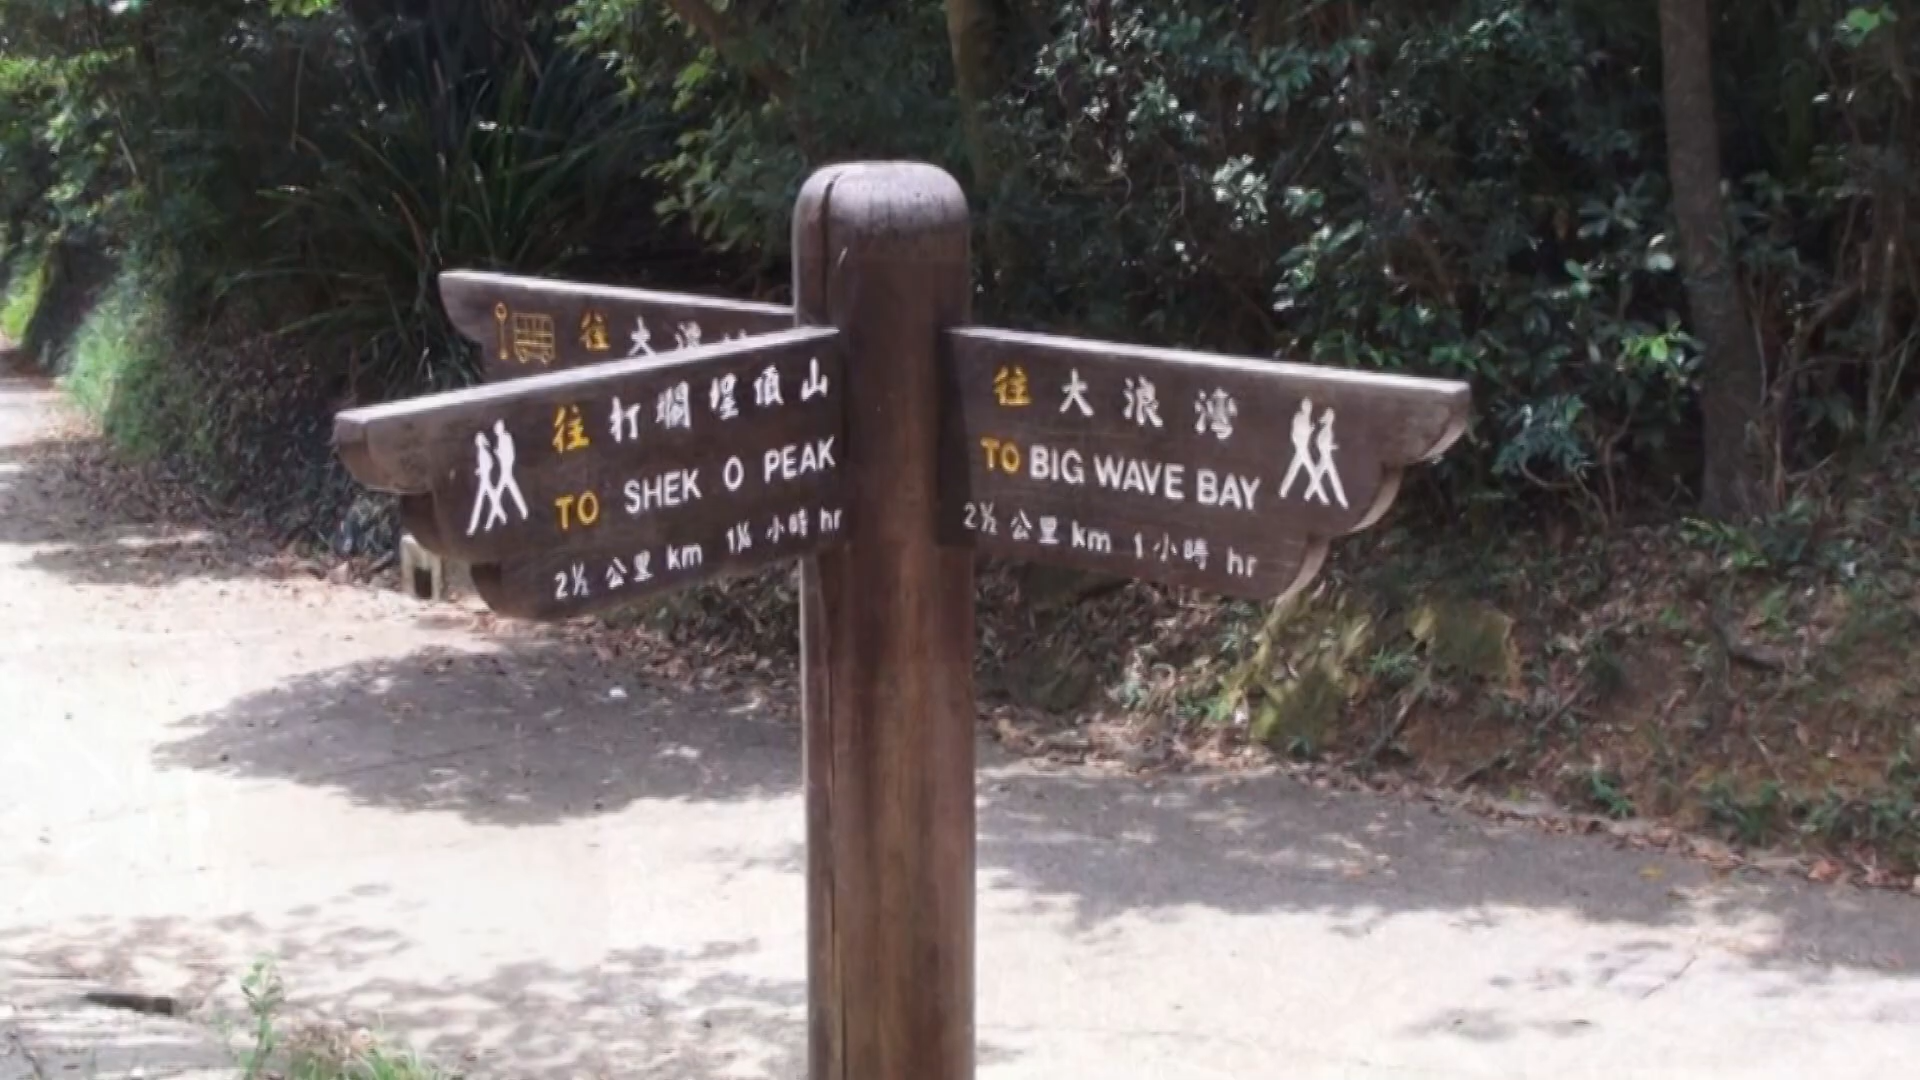 往 大
往 打爛埕頂山
TO SHEK O PEAK
2½ 公里 km 1¼ 小時 hr
往 大浪灣
TO BIG WAVE BAY
2½ 公里 km 1 小時 hr